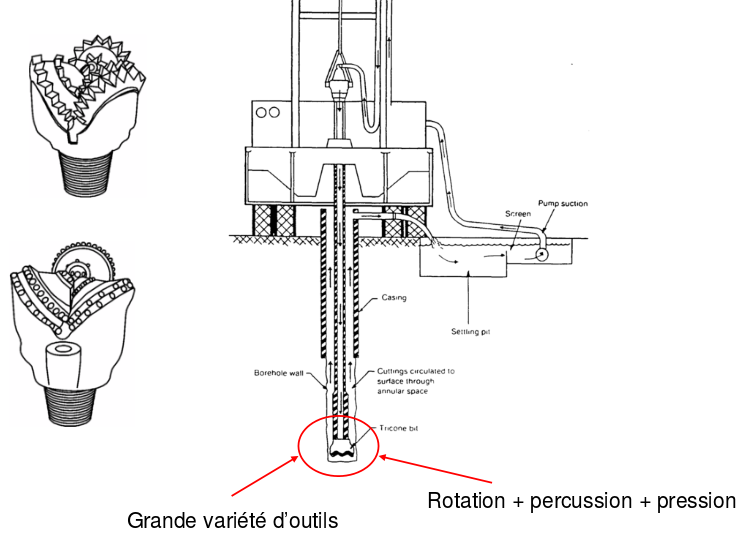 Pump suction
Screen
Casing
Settling pit
Borehole wall
Cuttings circulated to
surface through
annular space
Tricone bit
Rotation + percussion + pression
Grande variété d’outils